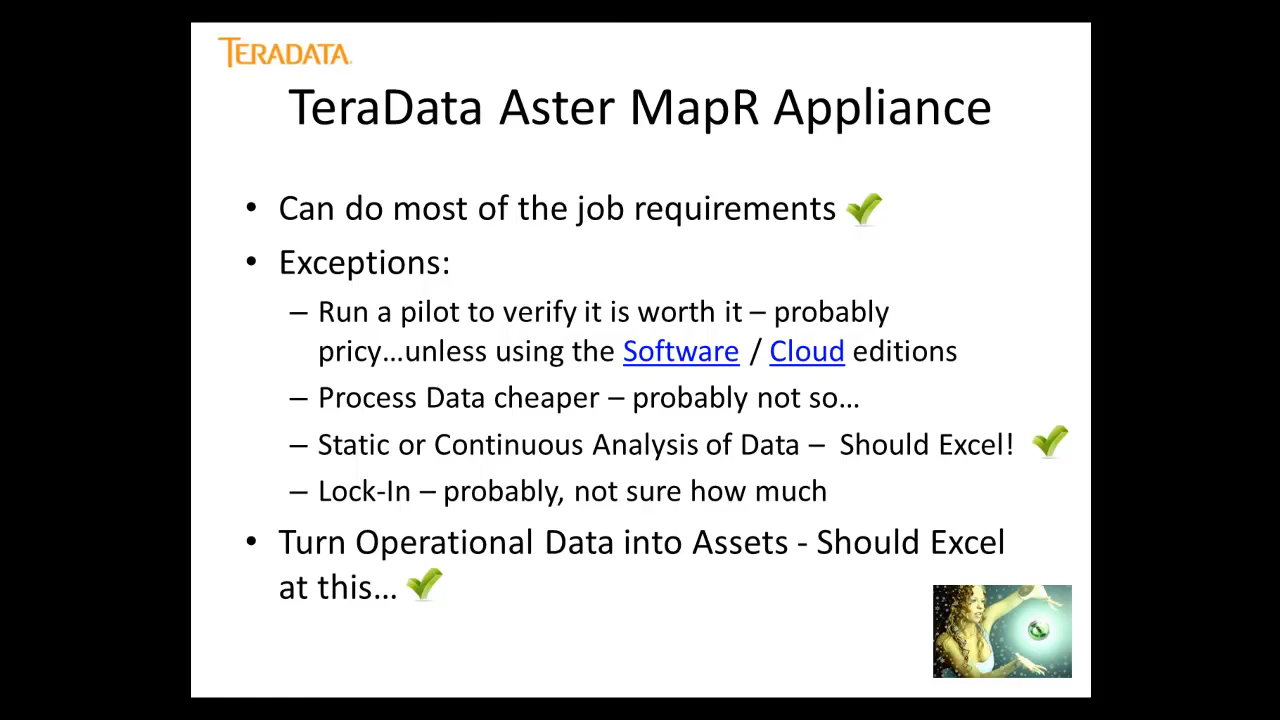 TERADATA
TeraData Aster MapR Appliance
• Can do most of the job requirements
• Exceptions:
– Run a pilot to verify it is worth it – probably
pricy…unless using the Software / Cloud editions
– Process Data cheaper – probably not so…
– Static or Continuous Analysis of Data – Should Excel!
– Lock-In – probably, not sure how much
• Turn Operational Data into Assets - Should Excel
at this…